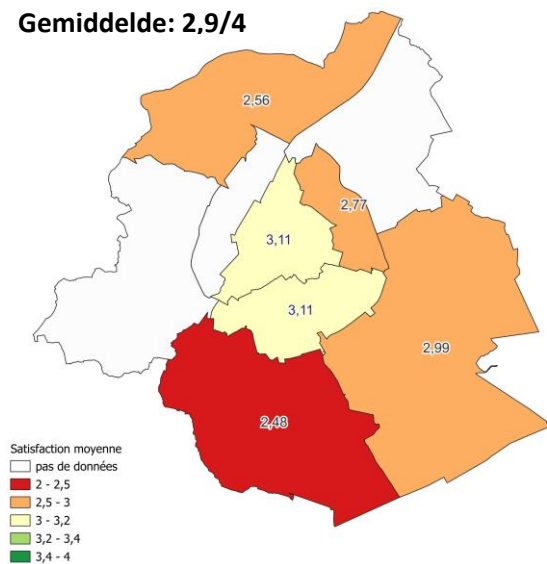 Gemiddelde: 2,9/4
2,56
2,77
3,11
3,11
2,99
2,48
Satisfaction moyenne
pas de données
2 - 2,5
2,5 - 3
3 - 3,2
3,2 - 3,4
3,4 - 4